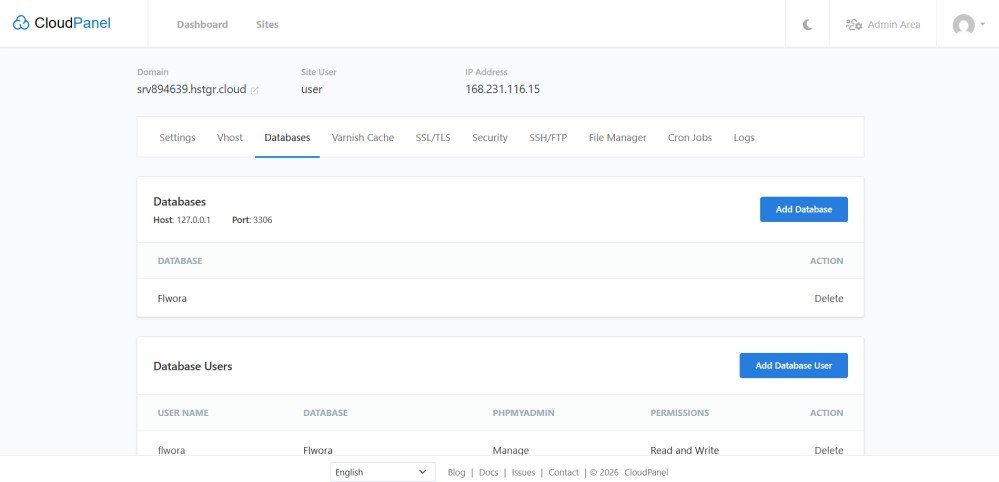 CloudPanel Dashboard Sites Admin Area
Domain Site User IP Address
srv894639.hstgr.cloud user 168.231.116.15
Settings Vhost Databases Varnish Cache SSL/TLS Security SSH/FTP File Manager Cron Jobs Logs
Databases
Host: 127.0.0.1 Port: 3306
Add Database
DATABASE ACTION
Flwora Delete
Database Users
Add Database User
USER NAME DATABASE PHPMYADMIN PERMISSIONS ACTION
flwora Flwora Manage Read and Write Delete
English Blog | Docs | Issues | Contact | © 2026 CloudPanel